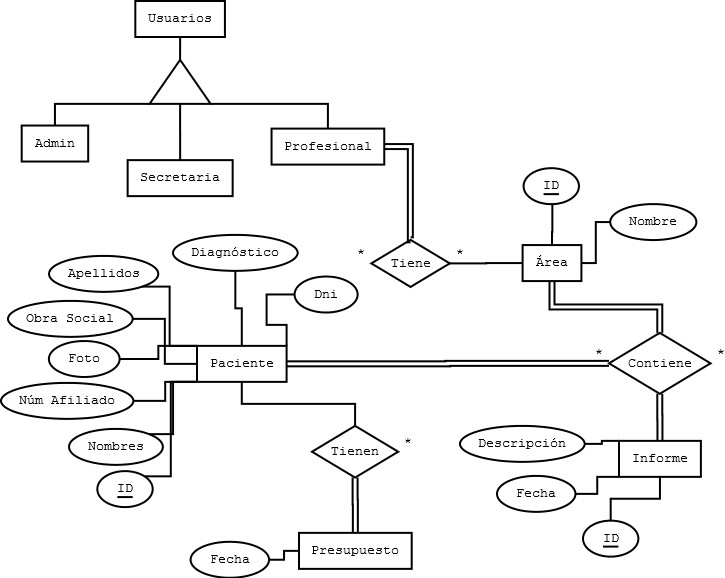 Usuarios
Admin
Profesional
Secretaria
ID
Nombre
Diagnóstico
* Tiene *
Área
Apellidos
Dni
Obra Social
Foto
Paciente
* Contiene *
Núm Afiliado
Nombres
Tienen *
Descripción
Informe
ID
Fecha
ID
Fecha
Presupuesto